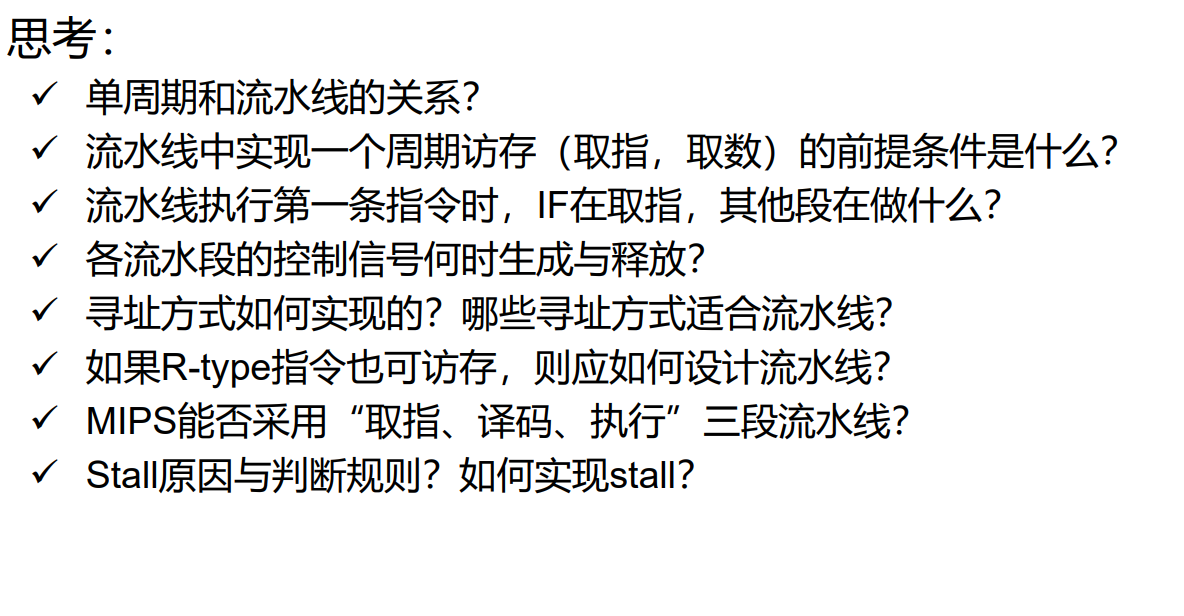 思考：
✓ 单周期和流水线的关系？
✓ 流水线中实现一个周期访存（取指，取数）的前提条件是什么？
✓ 流水线执行第一条指令时，IF在取指，其他段在做什么？
✓ 各流水段的控制信号何时生成与释放？
✓ 寻址方式如何实现的？哪些寻址方式适合流水线？
✓ 如果R-type指令也可访存，则应如何设计流水线？
✓ MIPS能否采用“取指、译码、执行”三段流水线？
✓ Stall原因与判断规则？如何实现stall？